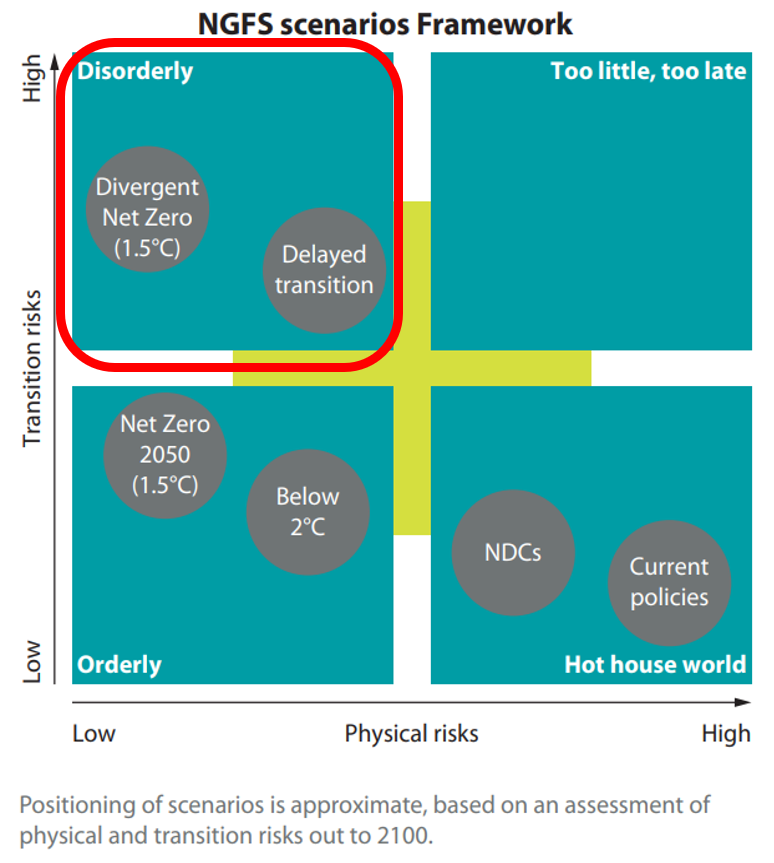 NGFS scenarios Framework
High
Disorderly
Too little, too late
Divergent
Net Zero
(1.5°C)
Delayed
transition
Transition risks
Net Zero
2050
(1.5°C)
Below
2°C
NDCs
Current
policies
Low
Orderly
Hot house world
Low
Physical risks
High
Positioning of scenarios is approximate, based on an assessment of
physical and transition risks out to 2100.